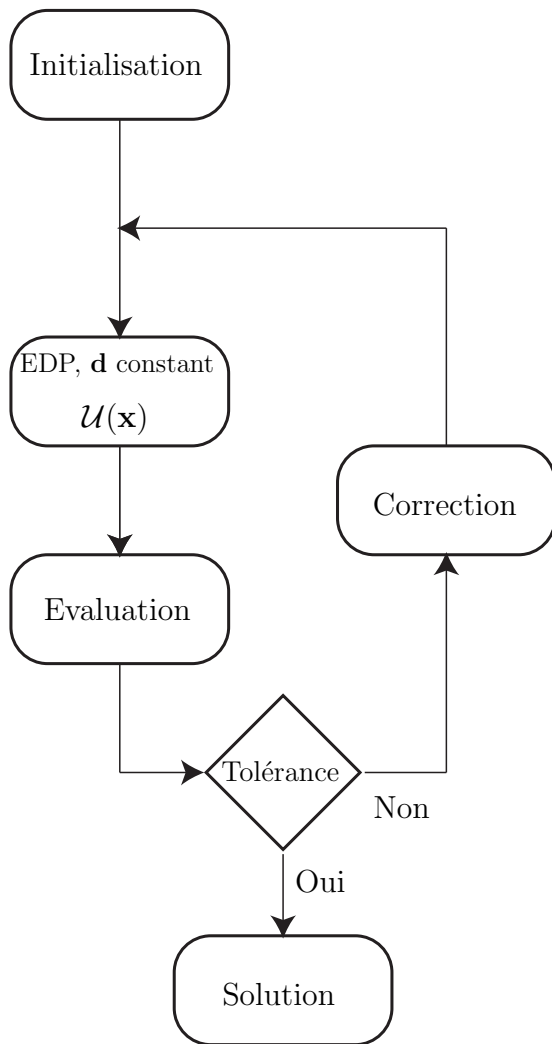 Initialisation
EDP, d constant
𝒰(x)
Correction
Evaluation
Tolérance
Non
Oui
Solution